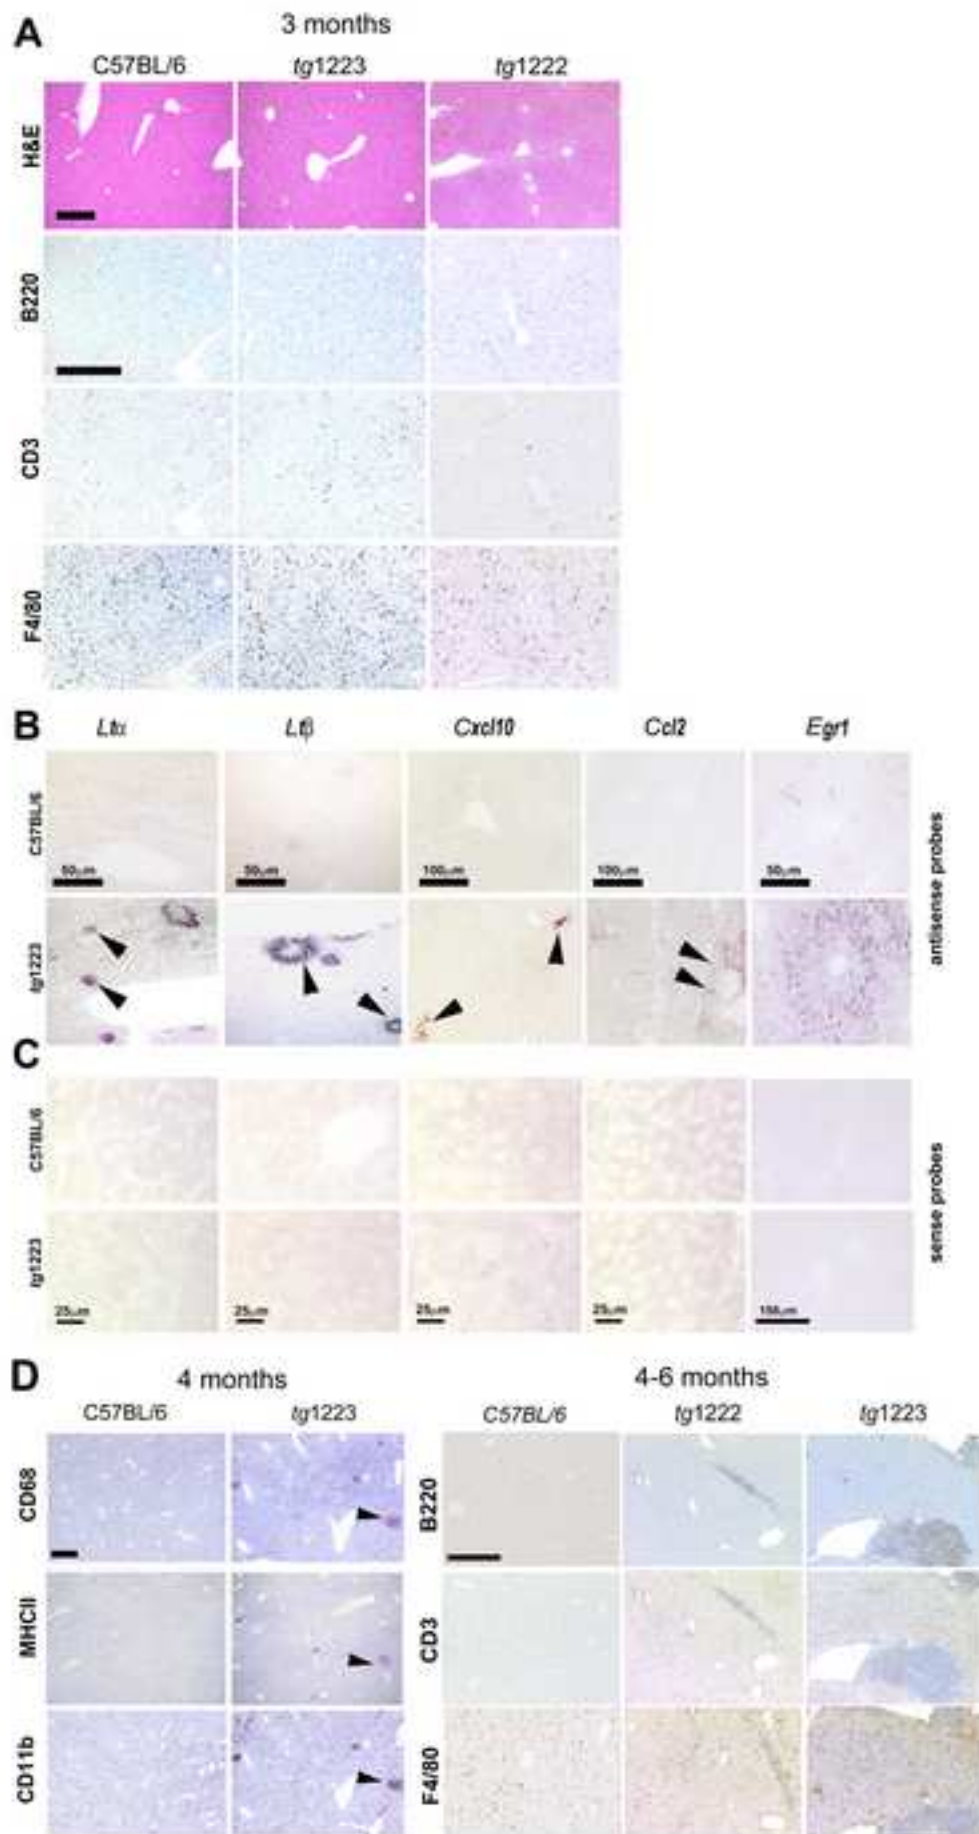 A
3 months
C57BL/6 tg1223 tg1222
H&E
B220
CD3
F4/80
B
Ltα Ltβ Cxcl10 Ccl2 Egr1
C57BL/6
50µm 50µm 100µm 100µm 50µm
tg1223
antisense probes
C
C57BL/6
tg1223
25µm 25µm 25µm 25µm
sense probes
D
4 months
C57BL/6 tg1223
CD68
MHCII
CD11b
4-6 months
C57BL/6 tg1222 tg1223
B220
CD3
F4/80